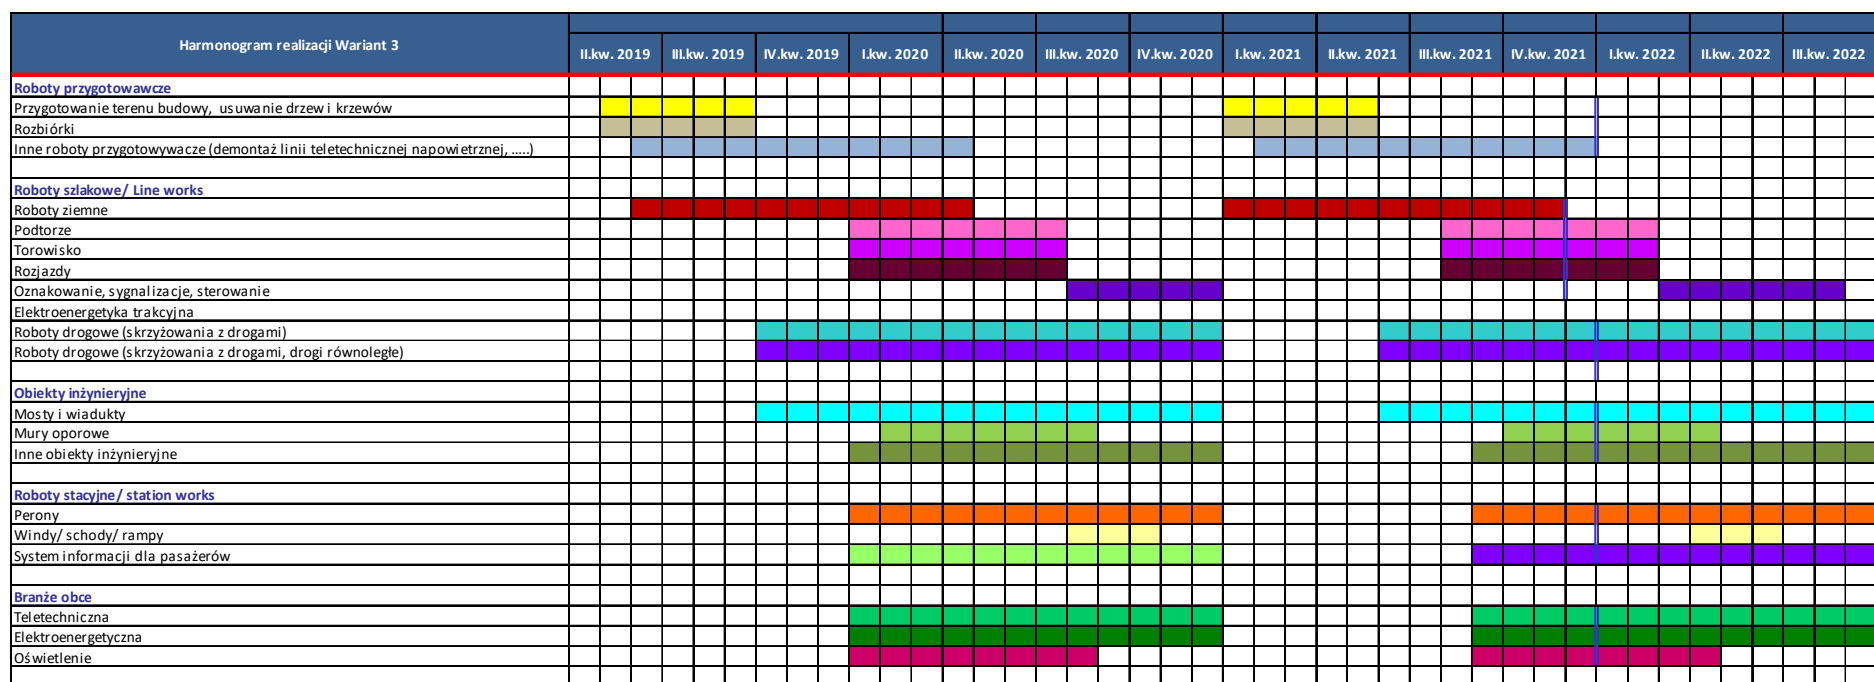 Harmonogram realizacji Wariant 3
II.kw. 2019 III.kw. 2019 IV.kw. 2019 I.kw. 2020 II.kw. 2020 III.kw. 2020 IV.kw. 2020 I.kw. 2021 II.kw. 2021 III.kw. 2021 IV.kw. 2021 I.kw. 2022 II.kw. 2022 III.kw. 2022
Roboty przygotowawcze
Przygotowanie terenu budowy, usuwanie drzew i krzewów
Rozbiórki
Inne roboty przygotowywacze (demontaż linii teletechnicznej napowietrznej, .....)
Roboty szlakowe/ Line works
Roboty ziemne
Podtorze
Torowisko
Rozjazdy
Oznakowanie, sygnalizacje, sterowanie
Elektroenergetyka trakcyjna
Roboty drogowe (skrzyżowania z drogami)
Roboty drogowe (skrzyżowania z drogami, drogi równoległe)
Obiekty inżynieryjne
Mosty i wiadukty
Mury oporowe
Inne obiekty inżynieryjne
Roboty stacyjne/ station works
Perony
Windy/ schody/ rampy
System informacji dla pasażerów
Branże obce
Teletechniczna
Elektroenergetyczna
Oświetlenie